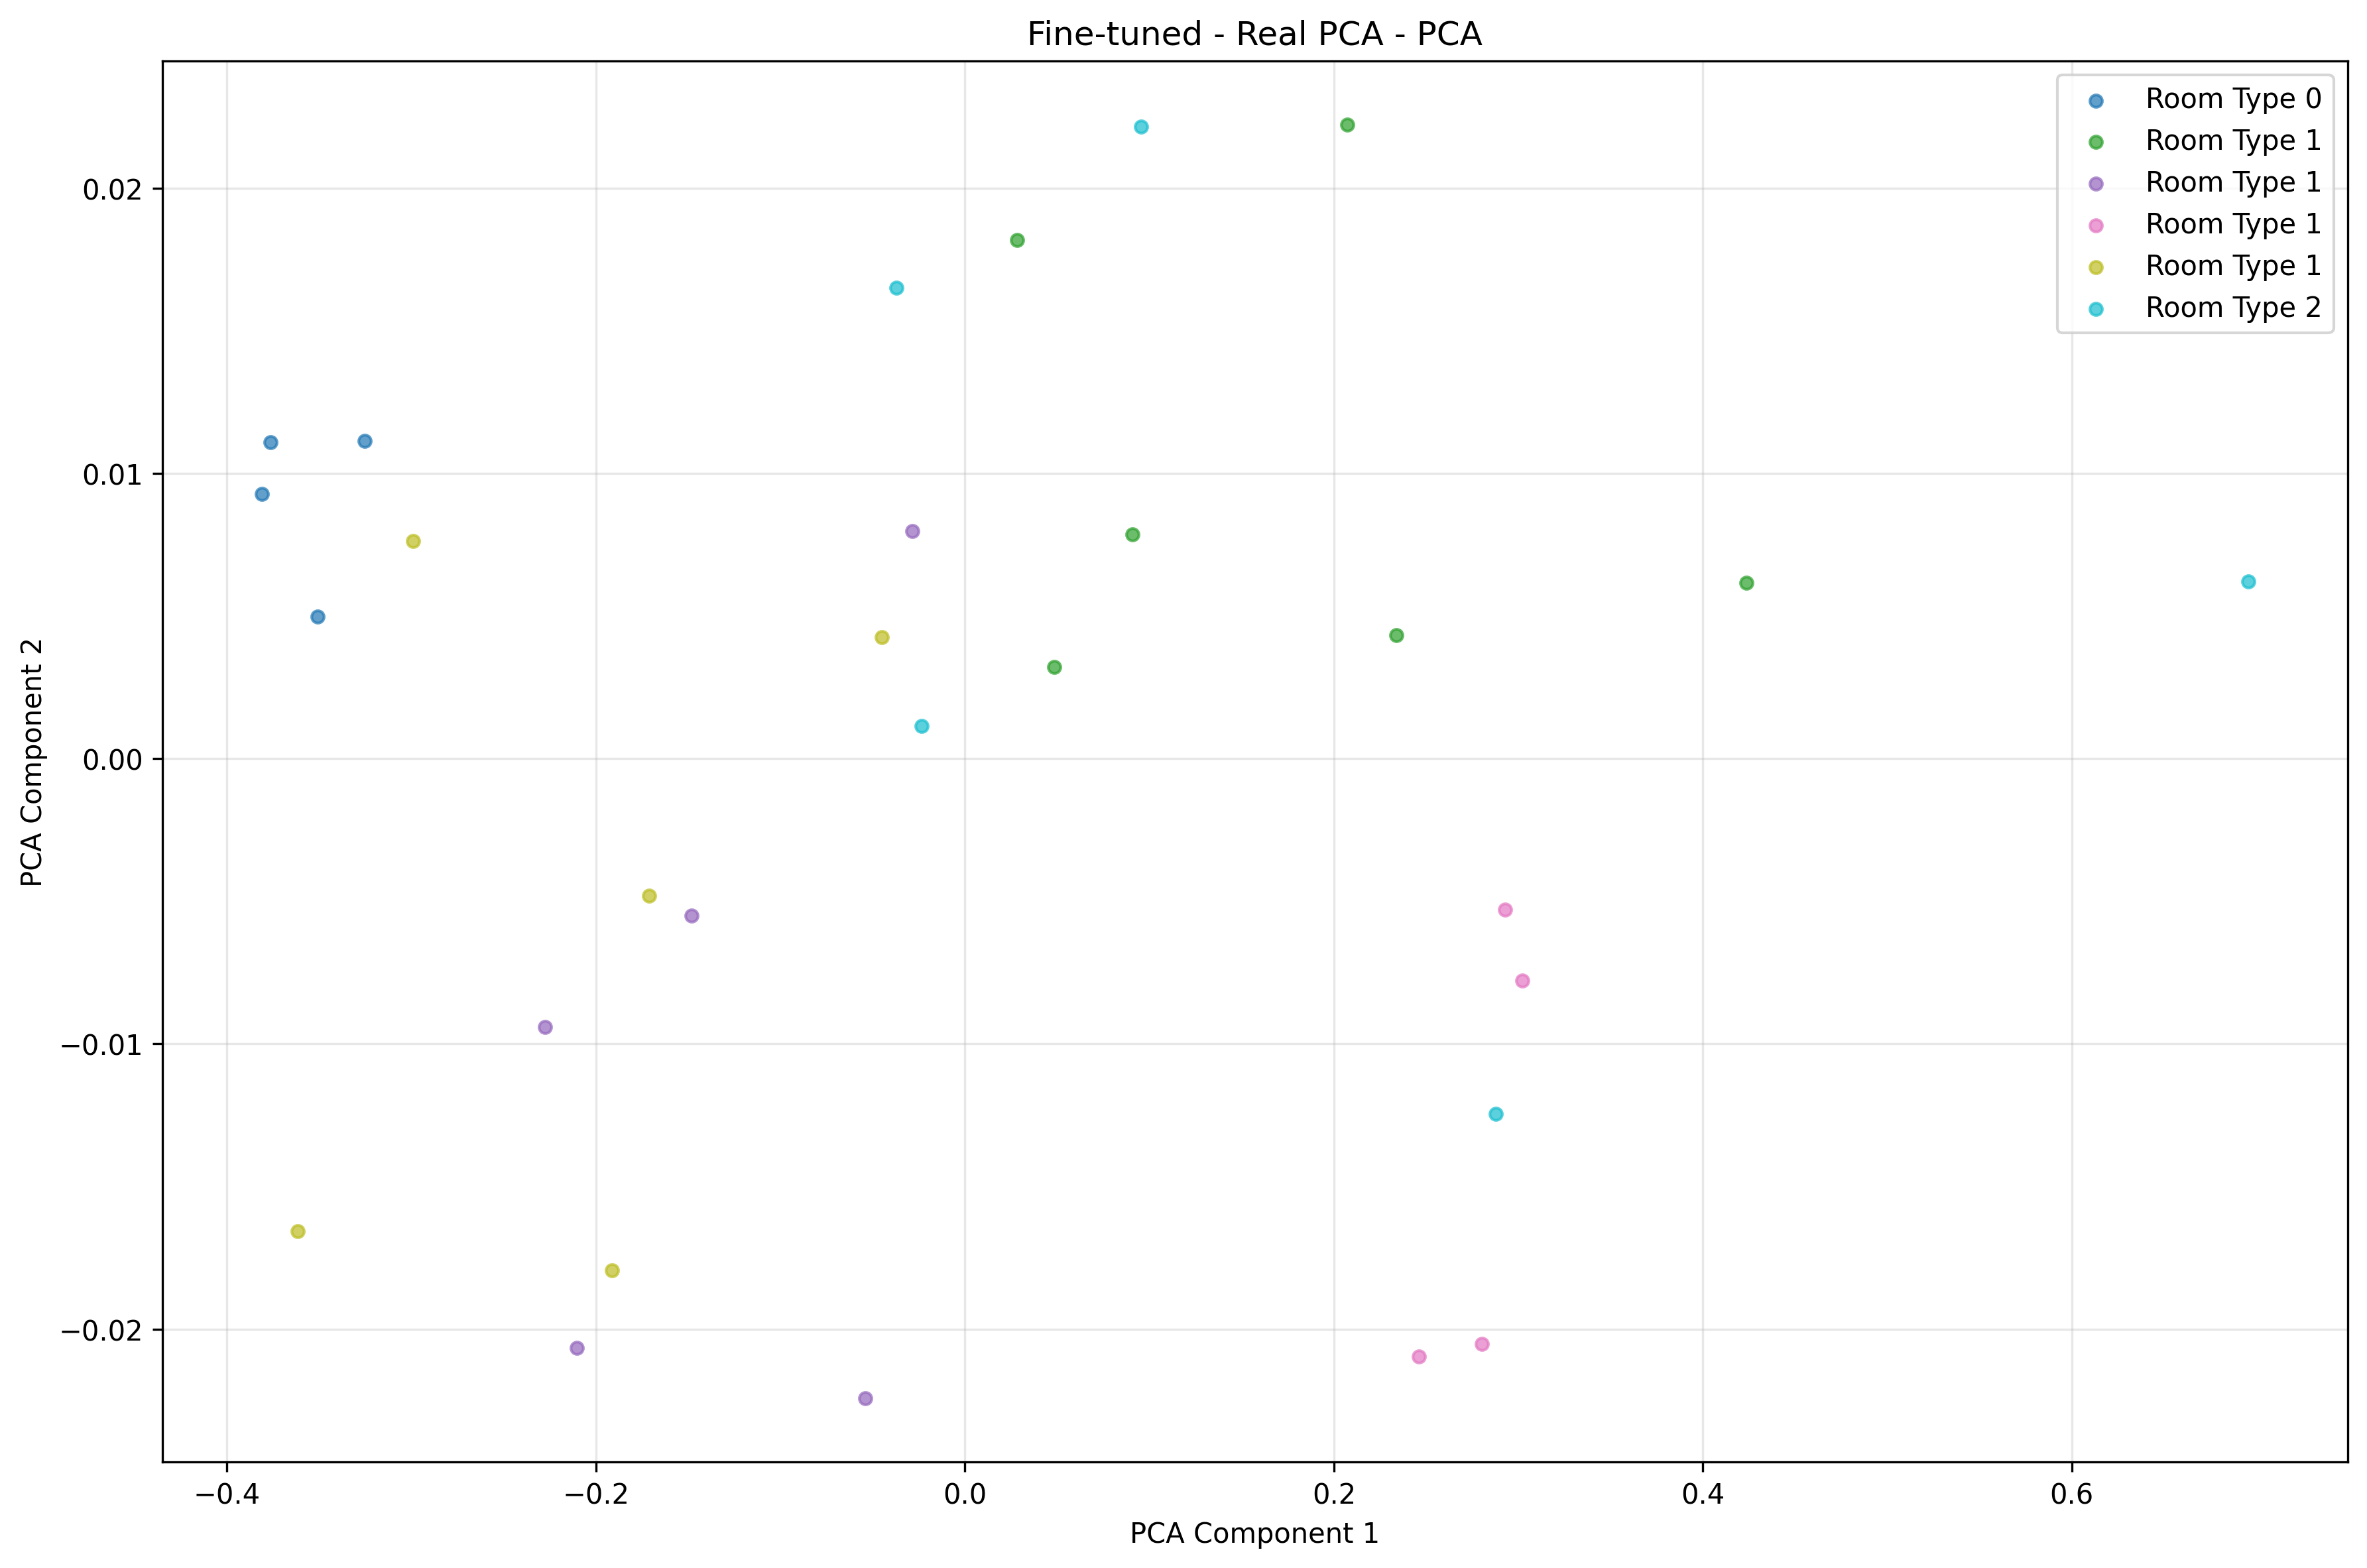 Fine-tuned - Real PCA - PCA
Room Type 0
Room Type 1
Room Type 1
Room Type 1
Room Type 1
Room Type 2
PCA Component 2
0.02
0.01
0.00
−0.01
−0.02
−0.4 −0.2 0.0 0.2 0.4 0.6
PCA Component 1